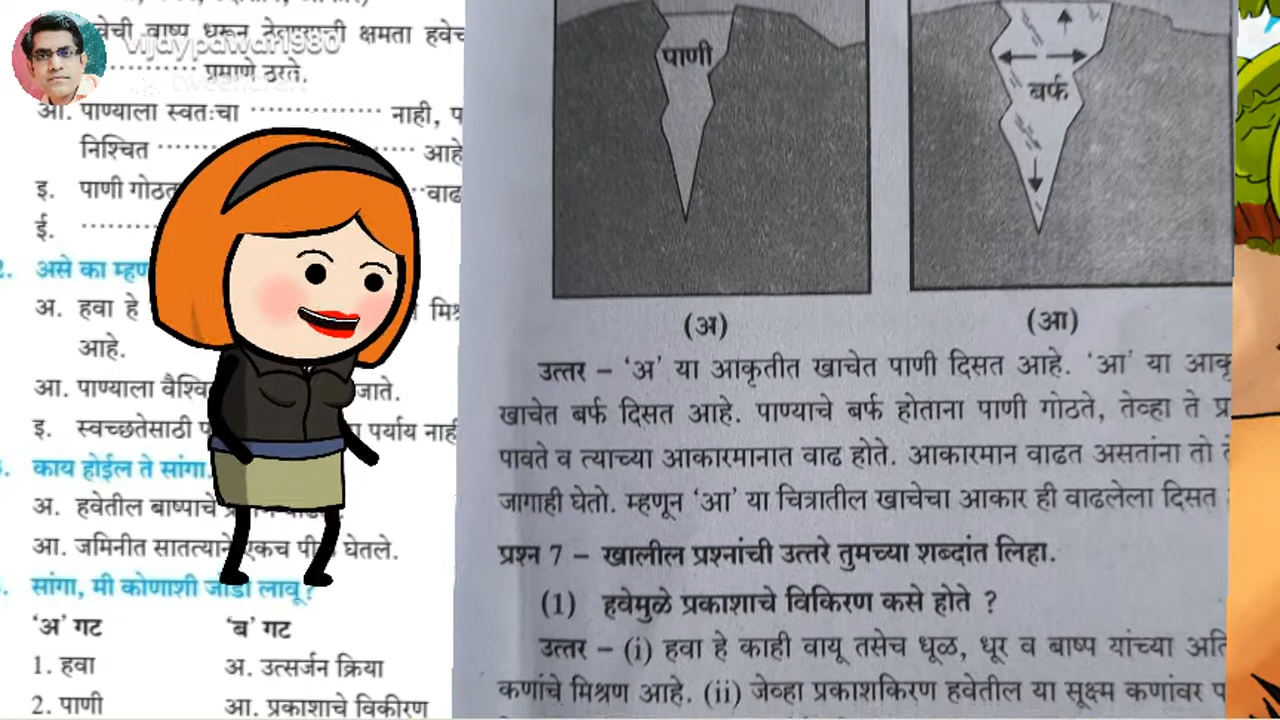 वेची वाष्प धरून ठेवण्याची क्षमता हवेच
vijaypawar1980
............ प्रमाणे ठरते.
tweencraft
आ. पाण्याला स्वतःचा ............... नाही, प
निश्चित ............... आहे
इ. पाणी गोठत वाढ
ई. ........
2. असे का म्हण
अ. हवा हे मिश्र
आहे.
आ. पाण्याला वैश्वि जाते.
इ. स्वच्छतेसाठी प ा पर्याय नाही
काय होईल ते सांगा.
अ. हवेतील बाष्पाचे
आ. जमिनीत सातत्याने एकच पी घेतले.
सांगा, मी कोणाशी जोडी लावू?
'अ' गट 'ब' गट
1. हवा अ. उत्सर्जन क्रिया
2. पाणी आ. प्रकाशाचे विकीरण
पाणी
बर्फ
(अ) (आ)
उत्तर – 'अ' या आकृतीत खाचेत पाणी दिसत आहे. 'आ' या आकृ
खाचेत बर्फ दिसत आहे. पाण्याचे बर्फ होताना पाणी गोठते, तेव्हा ते प्र
पावते व त्याच्या आकारमानात वाढ होते. आकारमान वाढत असतांना तो ते
जागाही घेतो. म्हणून 'आ' या चित्रातील खाचेचा आकार ही वाढलेला दिसत
प्रश्न 7 – खालील प्रश्नांची उत्तरे तुमच्या शब्दांत लिहा.
(1) हवेमुळे प्रकाशाचे विकिरण कसे होते ?
उत्तर – (i) हवा हे काही वायू तसेच धूळ, धूर व बाष्प यांच्या अति
कणांचे मिश्रण आहे. (ii) जेव्हा प्रकाशकिरण हवेतील या सूक्ष्म कणांवर प